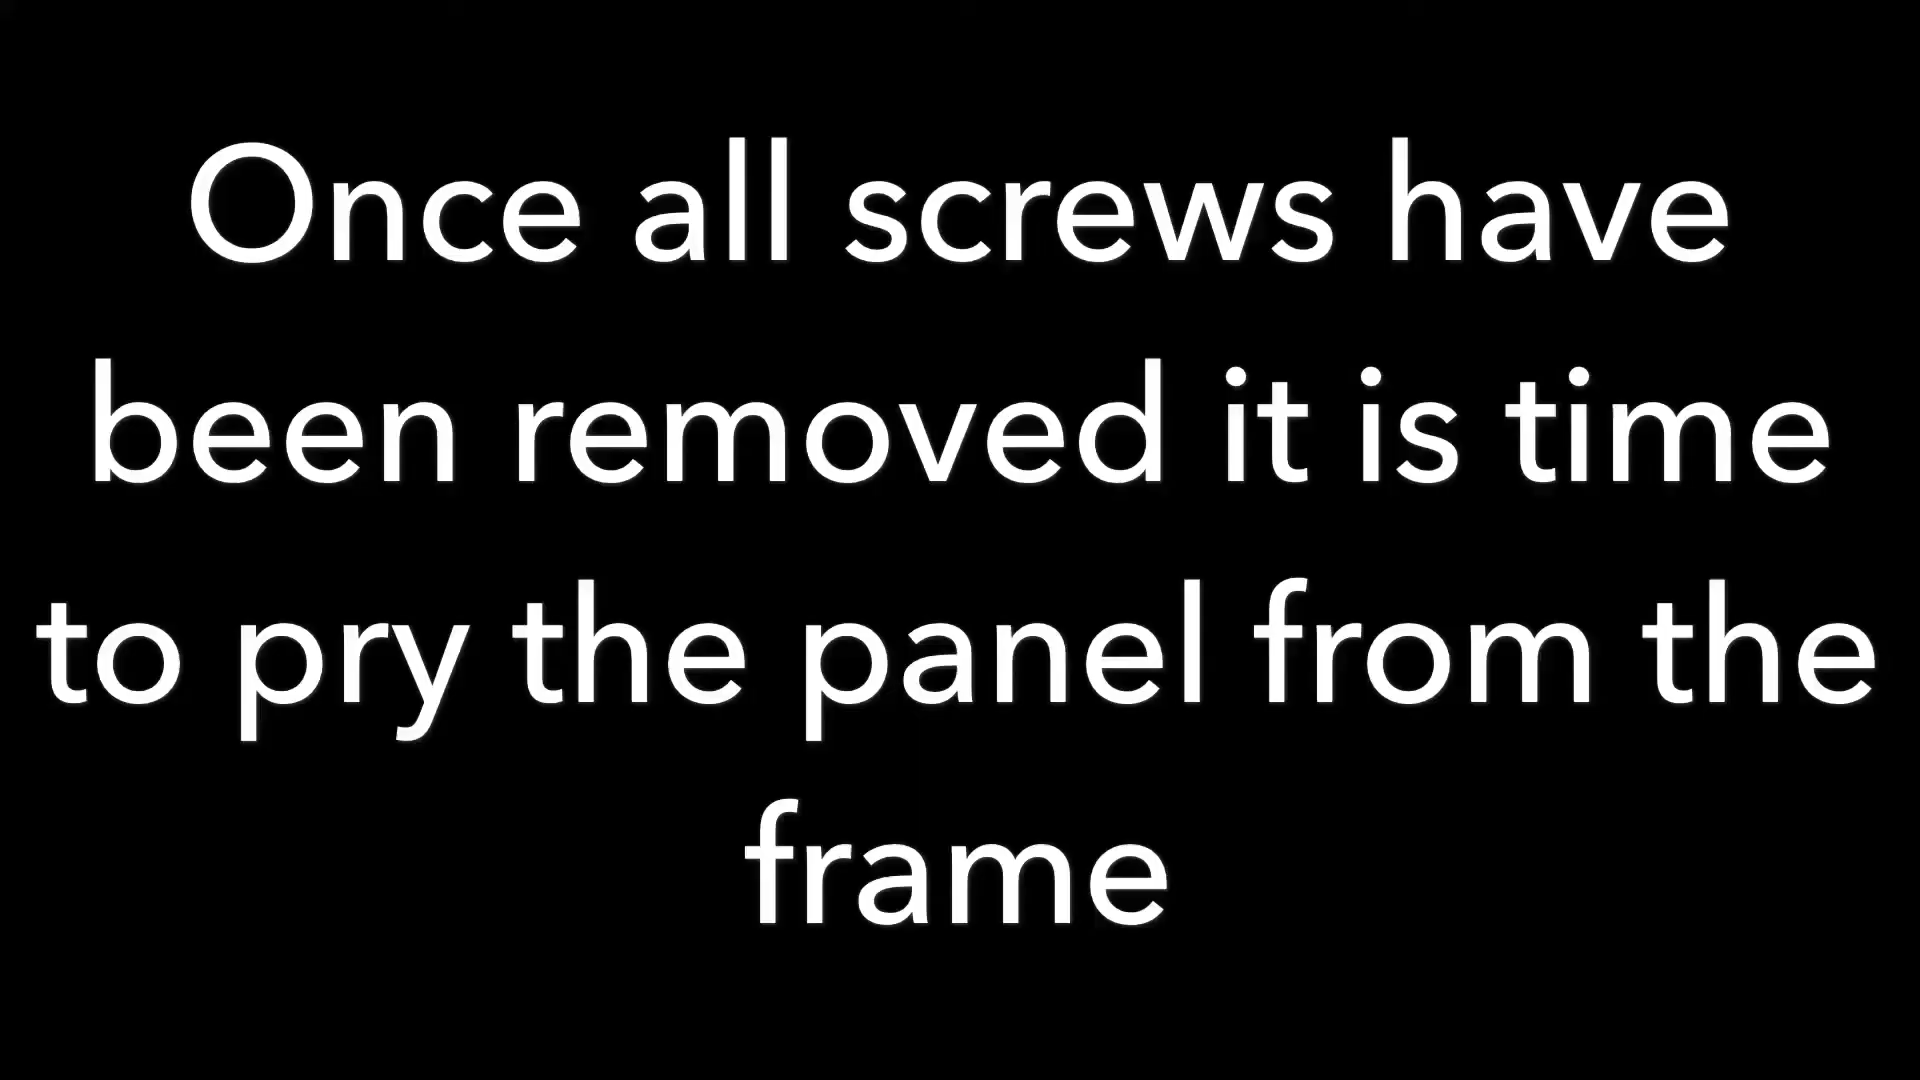 Once all screws have
been removed it is time
to pry the panel from the
frame